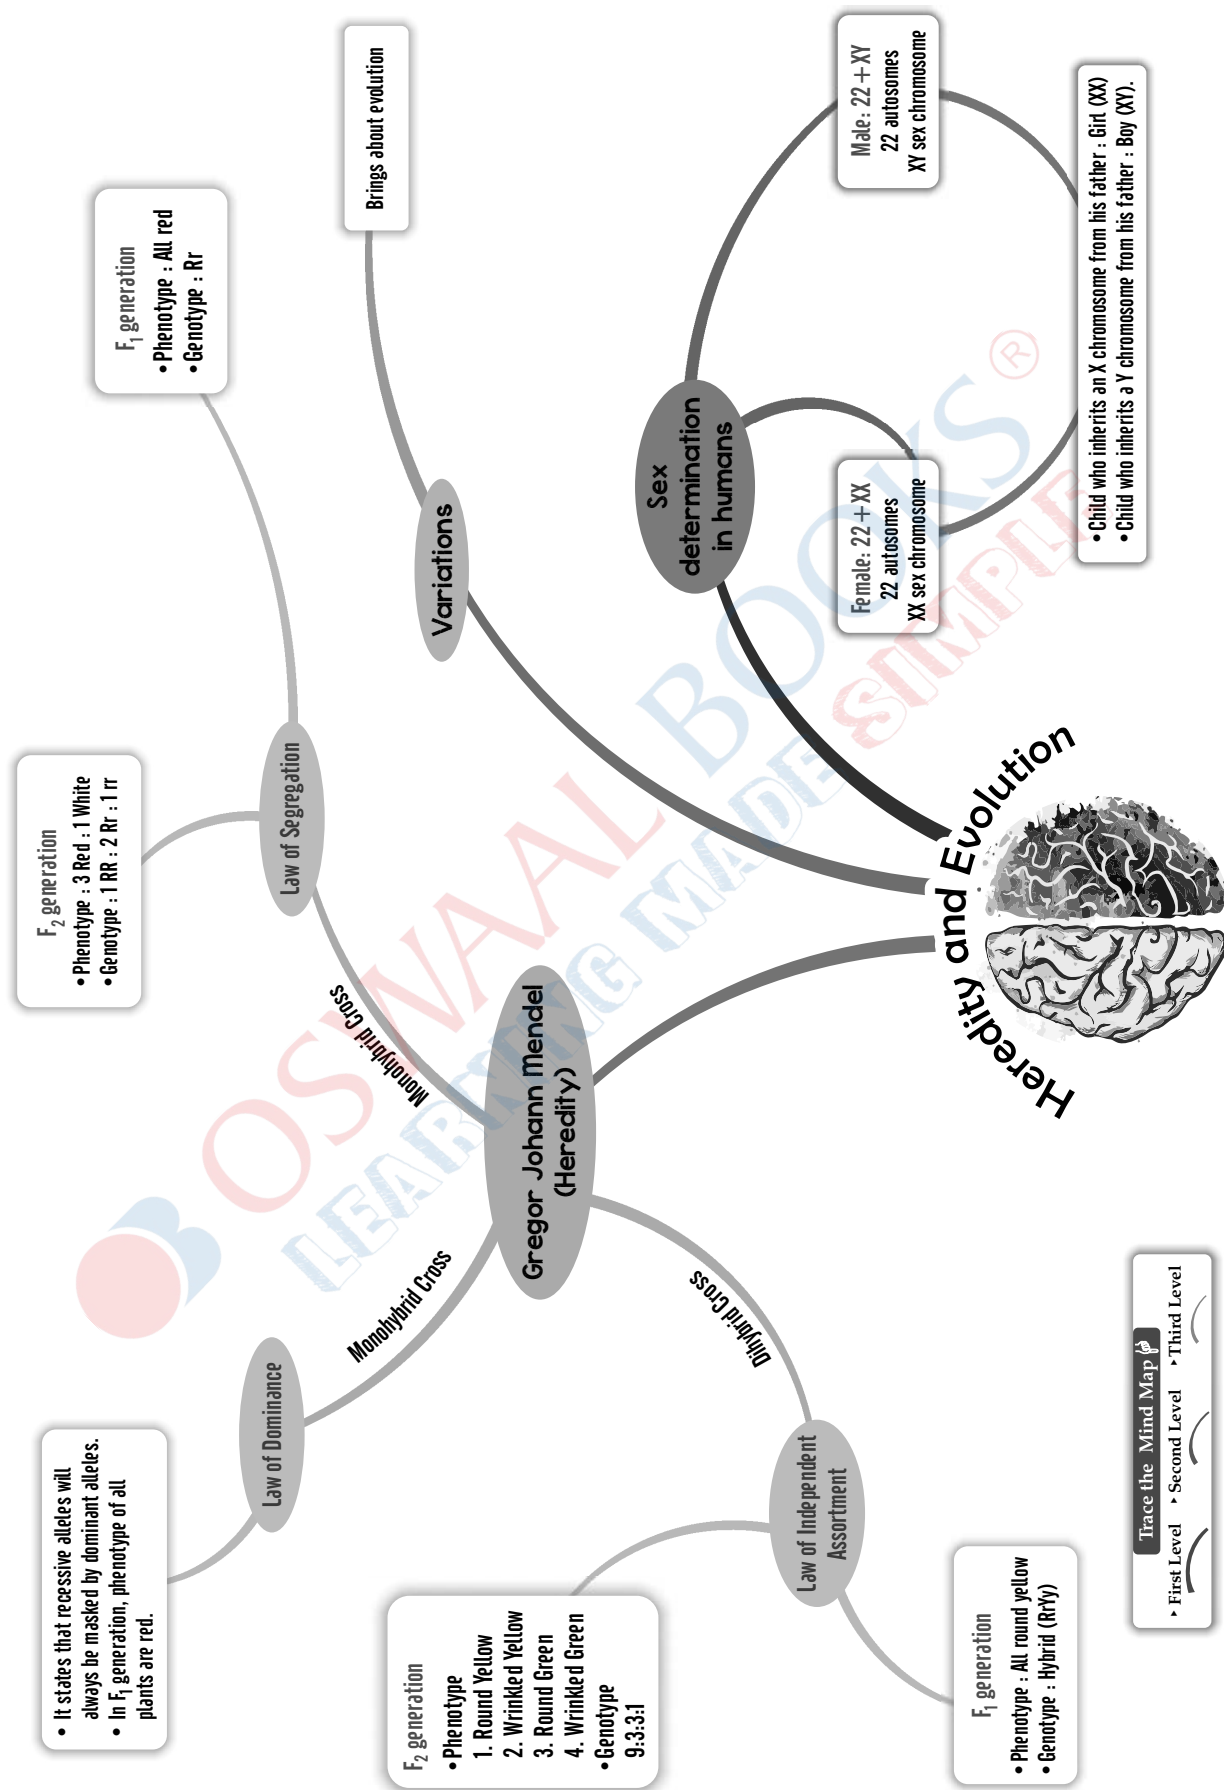 • It states that recessive alleles will
always be masked by dominant alleles.
• In F1 generation, phenotype of all
plants are red.
Law of Dominance
Monohybrid Cross
F2 generation
• Phenotype : 3 Red : 1 White
• Genotype : 1 RR : 2 Rr : 1 rr
Law of Segregation
Monohybrid Cross
F1 generation
• Phenotype : All red
• Genotype : Rr
Brings about evolution
Variations
Gregor Johann Mendel
(Heredity)
Dihybrid Cross
F2 generation
• Phenotype
1. Round Yellow
2. Wrinkled Yellow
3. Round Green
4. Wrinkled Green
• Genotype
9:3:3:1
Law of Independent
Assortment
F1 generation
• Phenotype : All round yellow
• Genotype : Hybrid (RrYy)
Sex
determination
in humans
Male: 22+XY
22 autosomes
XY sex chromosome
Female: 22+XX
22 autosomes
XX sex chromosome
• Child who inherits an X chromosome from his father : Girl (XX)
• Child who inherits a Y chromosome from his father : Boy (XY).
Heredity and Evolution
Trace the Mind Map
▸ First Level ▸ Second Level ▸ Third Level
OSWAAL BOOKS ®
LEARNING MADE SIMPLE